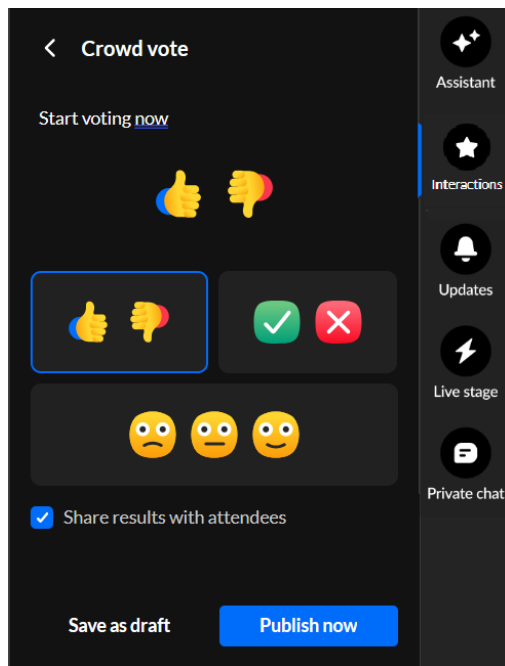 Crowd vote
Start voting now
Share results with attendees
Save as draft
Publish now
Assistant
Interactions
Updates
Live stage
Private chat